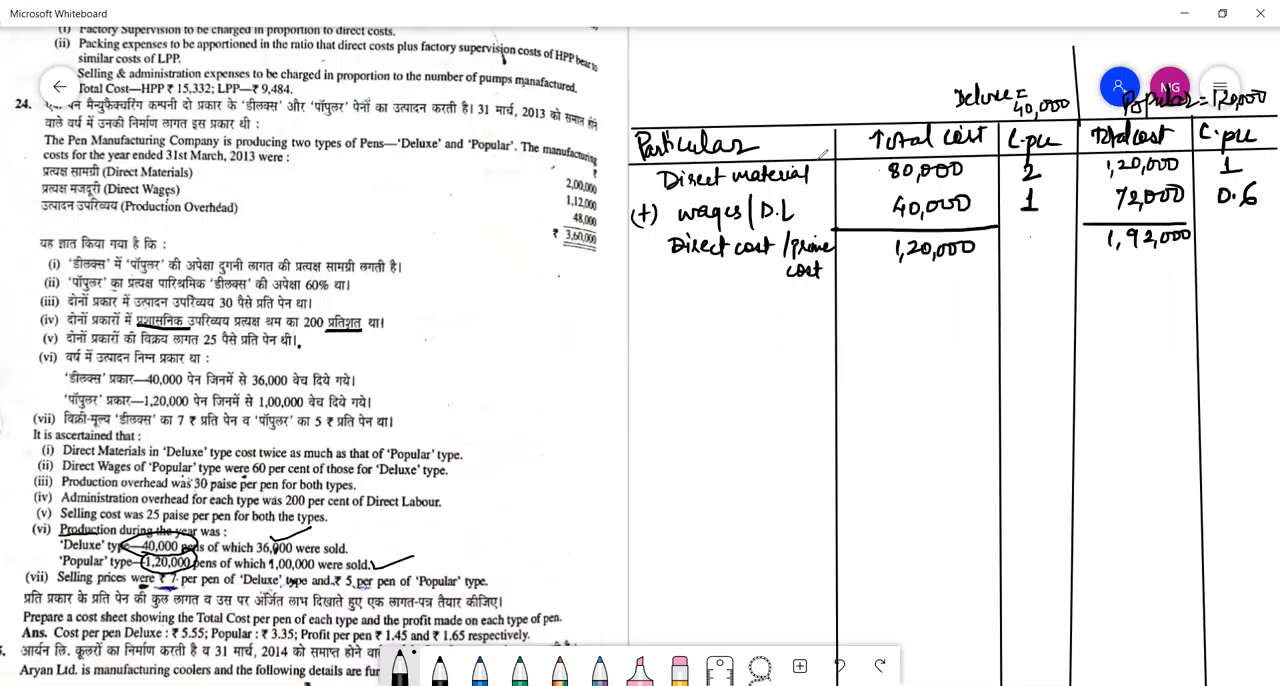 Microsoft Whiteboard
(i) Factory Supervision to be charged in proportion to direct costs.
(ii) Packing expenses to be apportioned in the ratio that direct costs plus factory supervision costs of HPP bear to
similar costs of LPP.
Selling & administration expenses to be charged in proportion to the number of pumps manufactured.
Total Cost—HPP ₹ 15,332; LPP—₹ 9,484.
24. पेन मैन्युफैक्चरिंग कम्पनी दो प्रकार के 'डीलक्स' और 'पॉपुलर' पेनों का उत्पादन करती है। 31 मार्च, 2013 को समाप्त होने
वाले वर्ष में उनकी निर्माण लागत इस प्रकार थी :
The Pen Manufacturing Company is producing two types of Pens—'Deluxe' and 'Popular'. The manufacturing
costs for the year ended 31st March, 2013 were :
₹
प्रत्यक्ष सामग्री (Direct Materials) 2,00,000
प्रत्यक्ष मजदूरी (Direct Wages) 1,12,000
उत्पादन उपरिव्यय (Production Overhead) 48,000
₹ 3,60,000
यह ज्ञात किया गया है कि :
(i) 'डीलक्स' में 'पॉपुलर' की अपेक्षा दुगनी लागत की प्रत्यक्ष सामग्री लगती है।
(ii) 'पॉपुलर' का प्रत्यक्ष पारिश्रमिक 'डीलक्स' की अपेक्षा 60% था।
(iii) दोनों प्रकार में उत्पादन उपरिव्यय 30 पैसे प्रति पेन था।
(iv) दोनों प्रकारों में प्रशासनिक उपरिव्यय प्रत्यक्ष श्रम का 200 प्रतिशत था।
(v) दोनों प्रकारों की विक्रय लागत 25 पैसे प्रति पेन थी।
(vi) वर्ष में उत्पादन निम्न प्रकार था :
'डीलक्स' प्रकार—40,000 पेन जिनमें से 36,000 बेच दिये गये।
'पॉपुलर' प्रकार—1,20,000 पेन जिनमें से 1,00,000 बेच दिये गये।
(vii) विक्री-मूल्य 'डीलक्स' का 7 ₹ प्रति पेन व 'पॉपुलर' का 5 ₹ प्रति पेन था।
It is ascertained that :
(i) Direct Materials in 'Deluxe' type cost twice as much as that of 'Popular' type.
(ii) Direct Wages of 'Popular' type were 60 per cent of those for 'Deluxe' type.
(iii) Production overhead was 30 paise per pen for both types.
(iv) Administration overhead for each type was 200 per cent of Direct Labour.
(v) Selling cost was 25 paise per pen for both the types.
(vi) Production during the year was :
'Deluxe' type—40,000 pens of which 36,000 were sold.
'Popular' type—1,20,000 pens of which 1,00,000 were sold.
(vii) Selling prices were ₹ 7 per pen of 'Deluxe' type and ₹ 5 per pen of 'Popular' type.
प्रति प्रकार के प्रति पेन की कुल लागत व उस पर अर्जित लाभ दिखाते हुए एक लागत-पत्र तैयार कीजिए।
Prepare a cost sheet showing the Total Cost per pen of each type and the profit made on each type of pen.
Ans. Cost per pen Deluxe : ₹ 5.55; Popular : ₹ 3.35; Profit per pen ₹ 1.45 and ₹ 1.65 respectively.
आर्यन लि. कूलरों का निर्माण करती है व 31 मार्च, 2014 को समाप्त होने
Aryan Ltd. is manufacturing coolers and the following details are
MG
Deluxe = 40,000 Popular = 1,20,000
Particular Total cost C.pu Total cost C.pu
Direct material 80,000 2 1,20,000 1
(+) wages/D.L 40,000 1 72,000 0.6
Direct cost/prime cost 1,20,000 1,92,000